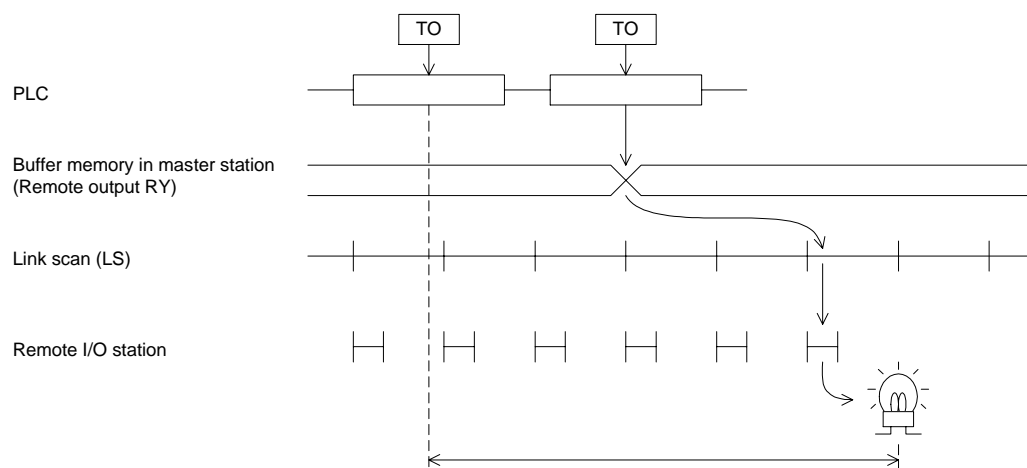 TO TO
PLC
Buffer memory in master station
(Remote output RY)
Link scan (LS)
Remote I/O station